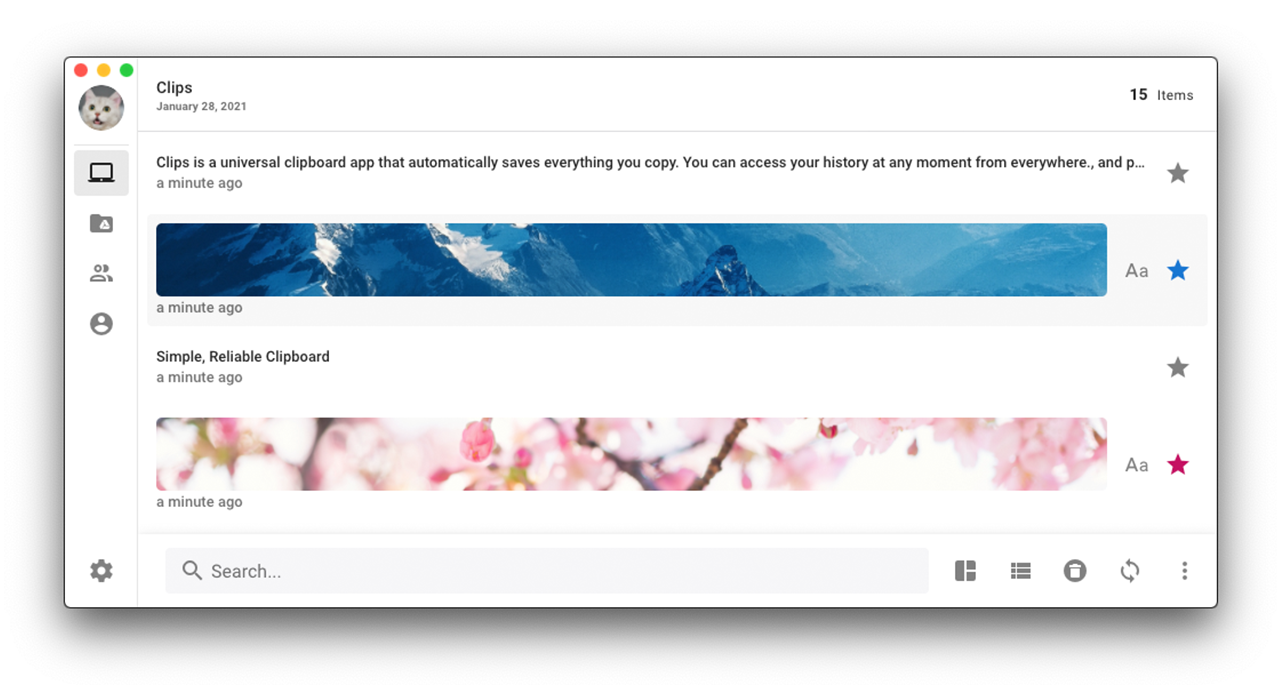 Clips
January 28, 2021
15 Items
Clips is a universal clipboard app that automatically saves everything you copy. You can access your history at any moment from everywhere., and p...
a minute ago
Aa
a minute ago
Simple, Reliable Clipboard
a minute ago
Aa
a minute ago
Search...